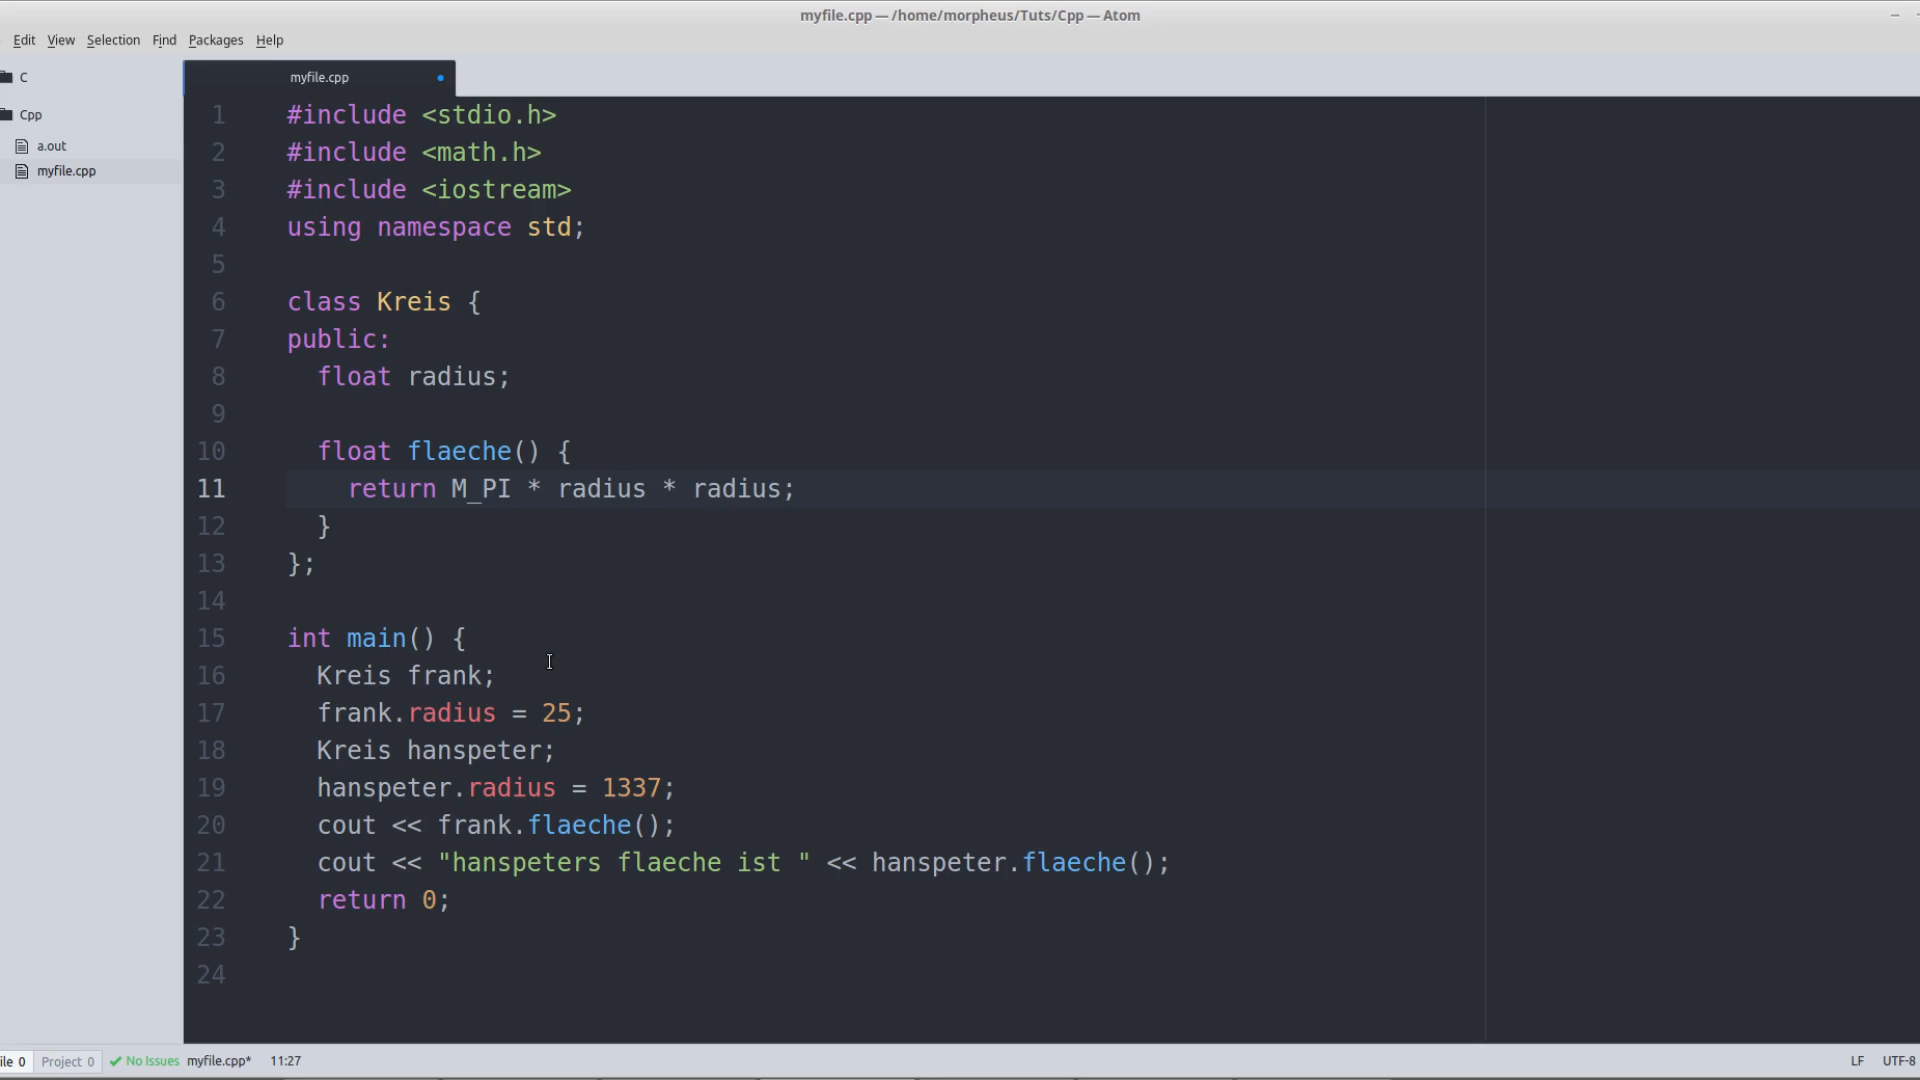 myfile.cpp — /home/morpheus/Tuts/Cpp — Atom
Edit View Selection Find Packages Help
C
Cpp
a.out
myfile.cpp
myfile.cpp
1 #include <stdio.h>
2 #include <math.h>
3 #include <iostream>
4 using namespace std;
5
6 class Kreis {
7 public:
8   float radius;
9
10   float flaeche() {
11     return M_PI * radius * radius;
12   }
13 };
14
15 int main() {
16   Kreis frank;
17   frank.radius = 25;
18   Kreis hanspeter;
19   hanspeter.radius = 1337;
20   cout << frank.flaeche();
21   cout << "hanspeters flaeche ist " << hanspeter.flaeche();
22   return 0;
23 }
24
ile 0 Project 0 No Issues myfile.cpp* 11:27 LF UTF-8